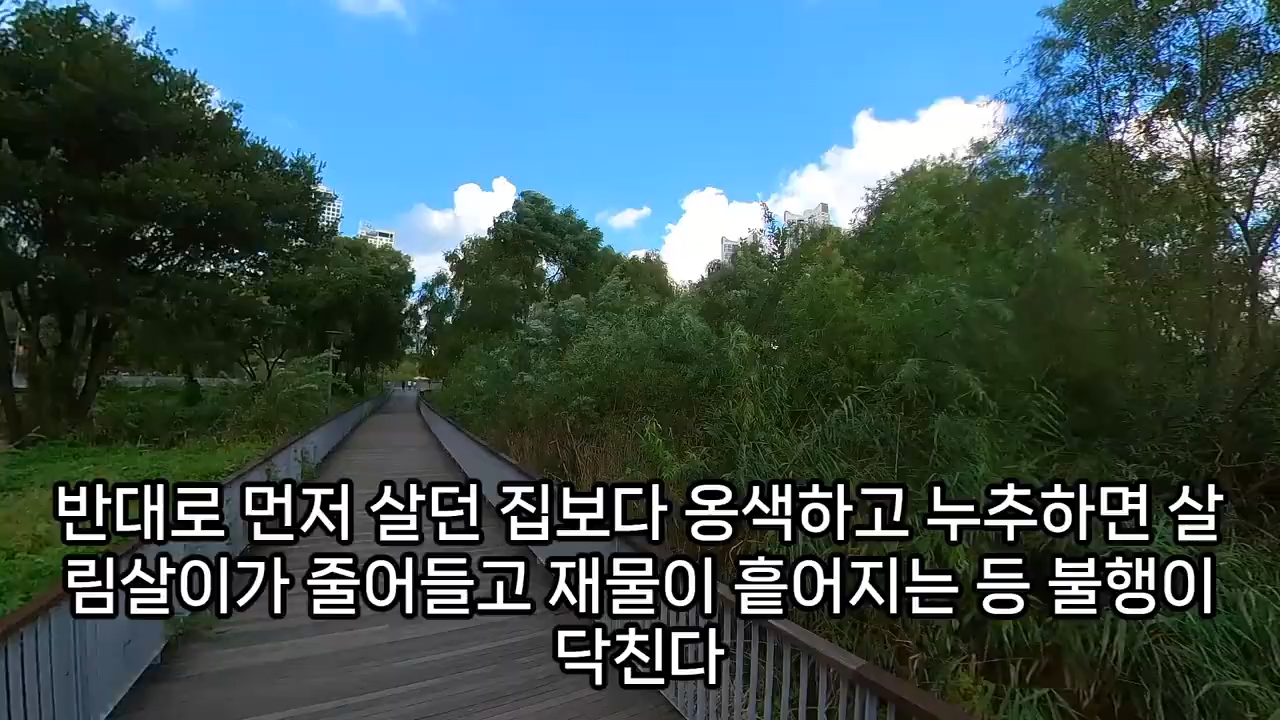 반대로 먼저 살던 집보다 옹색하고 누추하면 살
림살이가 줄어들고 재물이 흩어지는 등 불행이
닥친다